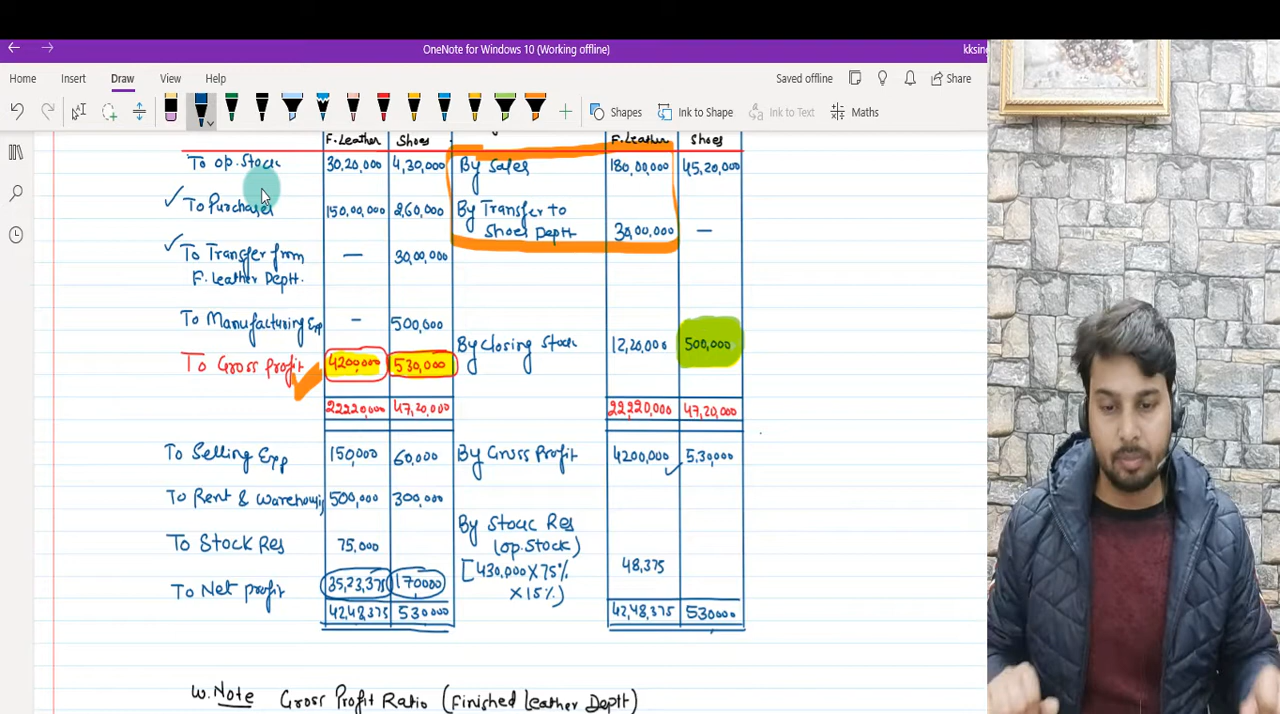 OneNote for Windows 10 (Working offline)
kksing
Home Insert Draw View Help
Saved offline
Share
Shapes
Ink to Shape
Ink to Text
Maths
F.Leather Shoes F.Leather Shoes
To op. Stock 30,20,000 4,30,000 By Sales 180,00,000 45,20,000
To Purchases 150,00,000 2,60,000 By Transfer to
Shoes Deptt 30,00,000 —
To Transfer from — 30,00,000
F. Leather Deptt.
To Manufacturing Exp - 500,000
By Closing Stock 12,20,000 500,000
To Gross Profit 4200,000 530,000
22220,000 47,20,000 22,220,000 47,20,000
To Selling Exp 150,000 60,000 By Gross Profit 4200,000 5,30,000
To Rent & warehousing 500,000 300,000
By Stock Res
To Stock Res 75,000 (op. Stock)
[430,000 X 75% 48,375
To Net profit 35,23,375 170000 X 15%)
42,48,375 530000 42,48,375 530000
W. Note Gross Profit Ratio (Finished Leather Deptt)